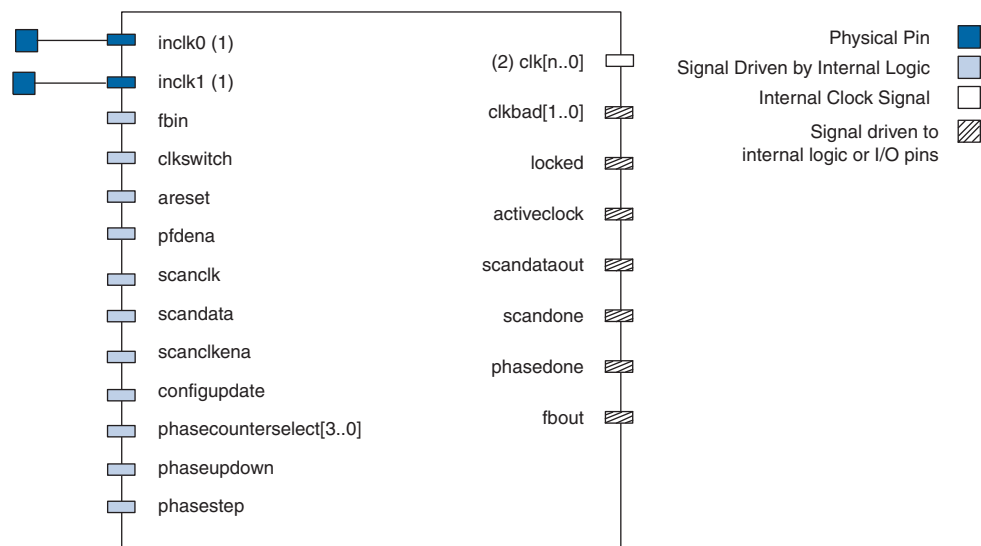 inclk0 (1)
inclk1 (1)
fbin
clkswitch
areset
pfdena
scanclk
scandata
scanclkena
configupdate
phasecounterselect[3..0]
phaseupdown
phasestep
(2) clk[n..0]
clkbad[1..0]
locked
activeclock
scandataout
scandone
phasedone
fbout
Physical Pin
Signal Driven by Internal Logic
Internal Clock Signal
Signal driven to
internal logic or I/O pins